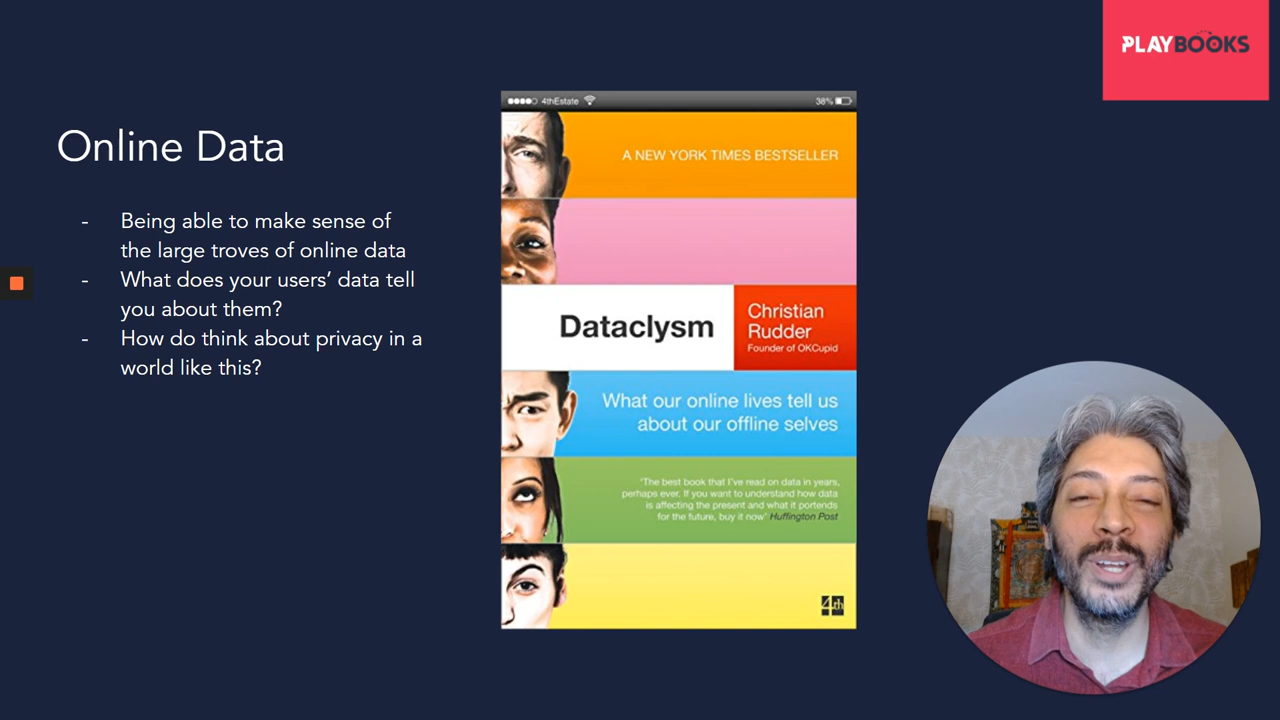 PLAYBOOKS
Online Data
- Being able to make sense of
the large troves of online data
- What does your users’ data tell
you about them?
- How do think about privacy in a
world like this?
4thEstate
38%
A NEW YORK TIMES BESTSELLER
Dataclysm
Christian
Rudder
Founder of OKCupid
What our online lives tell us
about our offline selves
'The best book that I've read on data in years,
perhaps ever. If you want to understand how data
is affecting the present and what it portends
for the future, buy it now' Huffington Post
4th